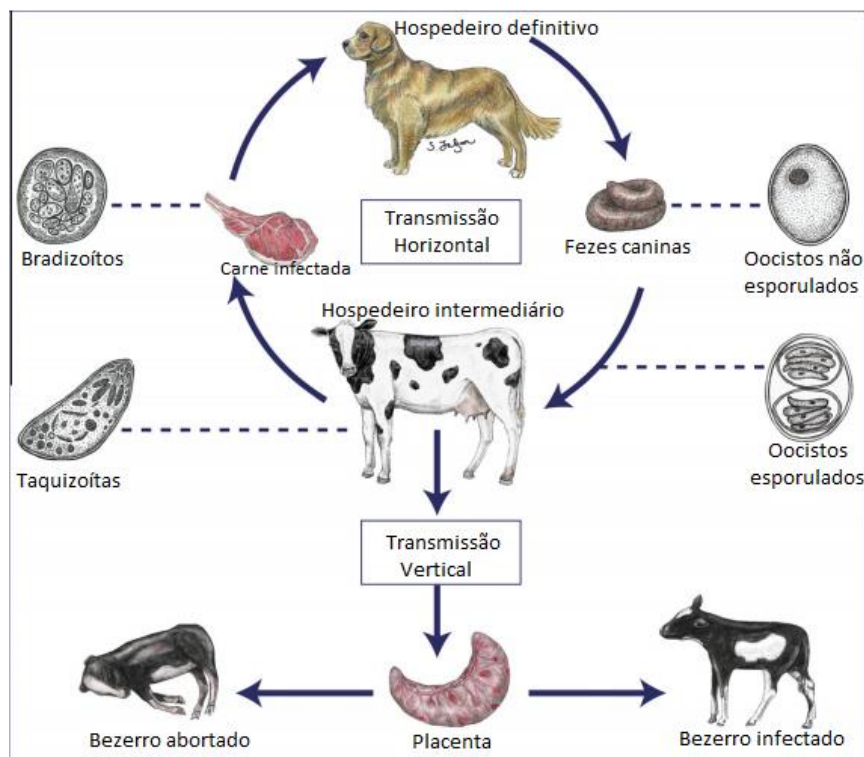 Hospedeiro definitivo
Transmissão
Horizontal
Bradizoítos
Carne infectada
Fezes caninas
Oocistos não
esporulados
Hospedeiro intermediário
Taquizoítas
Oocistos
esporulados
Transmissão
Vertical
Bezerro abortado
Placenta
Bezerro infectado